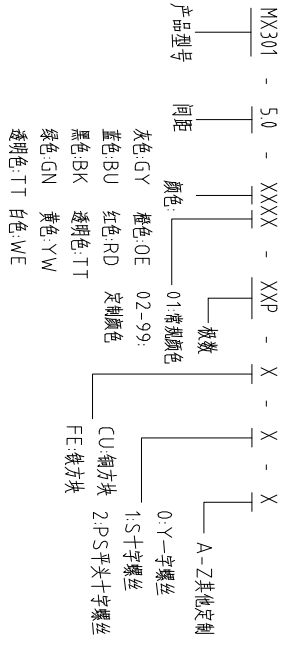 MX301 - 5.0 - XXXX - XXP - X - X - X
产品型号
间距
颜色:
灰色:GY 橙色:OE
蓝色:BU 红色:RD
黑色:BK 透明色:TT
绿色:GN 黄色:YW
透明色:TT 白色:WE
01:常规颜色
02-99:
定制颜色
极数
CU:铜方块
FE:铁方块
0:Y一字螺丝
1:S十字螺丝
2:PS平头十字螺丝
A-Z其他定制